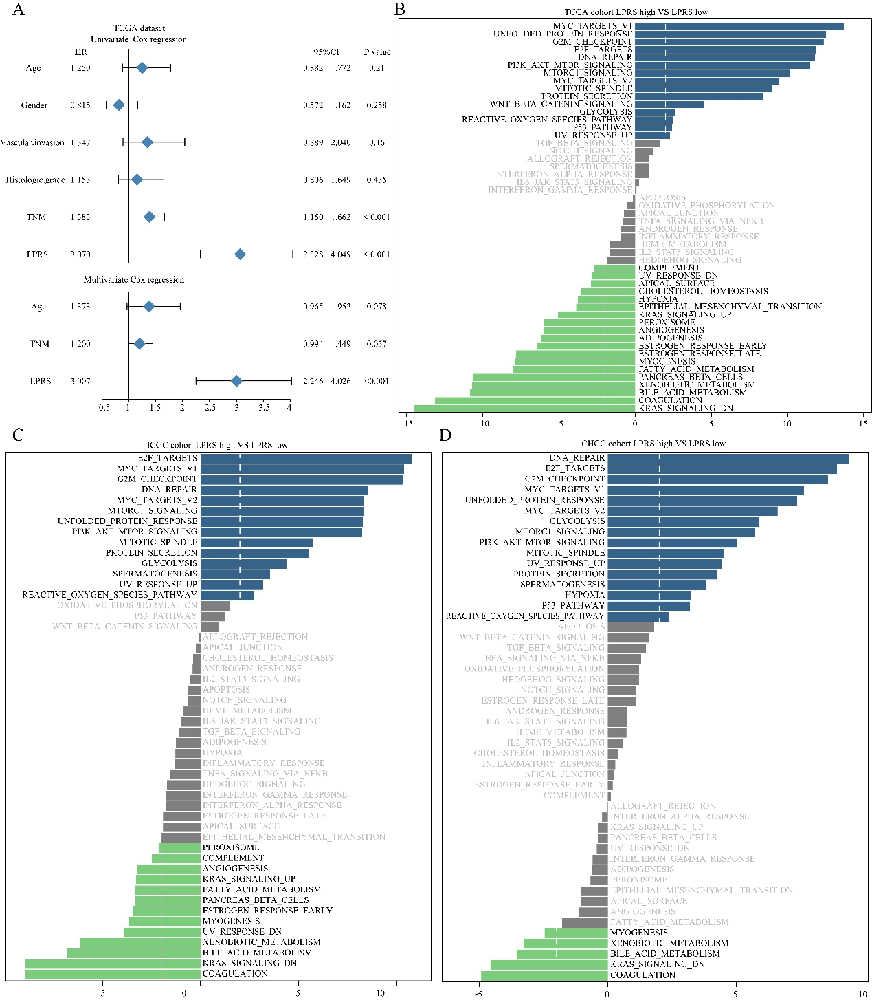 A
TCGA dataset
Univariate Cox regression
HR 95%CI P value
Age 1.250 0.882 1.772 0.21
Gender 0.815 0.572 1.162 0.258
Vascular.invasion 1.347 0.889 2.040 0.16
Histologic.grade 1.153 0.806 1.649 0.435
TNM 1.383 1.150 1.662 < 0.001
LPRS 3.070 2.328 4.049 < 0.001
Multivariate Cox regression
Age 1.373 0.965 1.952 0.078
TNM 1.200 0.994 1.449 0.057
LPRS 3.007 2.246 4.026 <0.001
0.5 1 1.5 2 2.5 3 3.5 4
B
TCGA cohort LPRS high VS LPRS low
MYC_TARGETS_V1
UNFOLDED_PROTEIN_RESPONSE
G2M_CHECKPOINT
E2F_TARGETS
DNA_REPAIR
PI3K_AKT_MTOR_SIGNALING
MTORC1_SIGNALING
MYC_TARGETS_V2
MITOTIC_SPINDLE
PROTEIN_SECRETION
WNT_BETA_CATENIN_SIGNALING
GLYCOLYSIS
REACTIVE_OXYGEN_SPECIES_PATHWAY
P53_PATHWAY
UV_RESPONSE_UP
TGF_BETA_SIGNALING
NOTCH_SIGNALING
ALLOGRAFT_REJECTION
SPERMATOGENESIS
INTERFERON_ALPHA_RESPONSE
IL6_JAK_STAT3_SIGNALING
INTERFERON_GAMMA_RESPONSE
APOPTOSIS
OXIDATIVE_PHOSPHORYLATION
APICAL_JUNCTION
TNFA_SIGNALING_VIA_NFKB
ANDROGEN_RESPONSE
INFLAMMATORY_RESPONSE
HEME_METABOLISM
IL2_STAT5_SIGNALING
HEDGEHOG_SIGNALING
COMPLEMENT
UV_RESPONSE_DN
APICAL_SURFACE
CHOLESTEROL_HOMEOSTASIS
HYPOXIA
EPITHELIAL_MESENCHYMAL_TRANSITION
KRAS_SIGNALING_UP
PEROXISOME
ANGIOGENESIS
ADIPOGENESIS
ESTROGEN_RESPONSE_EARLY
ESTROGEN_RESPONSE_LATE
MYOGENESIS
FATTY_ACID_METABOLISM
PANCREAS_BETA_CELLS
XENOBIOTIC_METABOLISM
BILE_ACID_METABOLISM
COAGULATION
KRAS_SIGNALING_DN
15 10 5 0 5 10 15
C
ICGC cohort LPRS high VS LPRS low
E2F_TARGETS
MYC_TARGETS_V1
G2M_CHECKPOINT
DNA_REPAIR
MYC_TARGETS_V2
MTORC1_SIGNALING
UNFOLDED_PROTEIN_RESPONSE
PI3K_AKT_MTOR_SIGNALING
MITOTIC_SPINDLE
PROTEIN_SECRETION
GLYCOLYSIS
SPERMATOGENESIS
UV_RESPONSE_UP
REACTIVE_OXYGEN_SPECIES_PATHWAY
OXIDATIVE_PHOSPHORYLATION
P53_PATHWAY
WNT_BETA_CATENIN_SIGNALING
ALLOGRAFT_REJECTION
APICAL_JUNCTION
CHOLESTEROL_HOMEOSTASIS
ANDROGEN_RESPONSE
IL2_STAT5_SIGNALING
APOPTOSIS
NOTCH_SIGNALING
HEME_METABOLISM
IL6_JAK_STAT3_SIGNALING
TGF_BETA_SIGNALING
ADIPOGENESIS
HYPOXIA
INFLAMMATORY_RESPONSE
TNFA_SIGNALING_VIA_NFKB
HEDGEHOG_SIGNALING
INTERFERON_GAMMA_RESPONSE
INTERFERON_ALPHA_RESPONSE
ESTROGEN_RESPONSE_LATE
APICAL_SURFACE
EPITHELIAL_MESENCHYMAL_TRANSITION
PEROXISOME
COMPLEMENT
ANGIOGENESIS
KRAS_SIGNALING_UP
FATTY_ACID_METABOLISM
PANCREAS_BETA_CELLS
ESTROGEN_RESPONSE_EARLY
MYOGENESIS
UV_RESPONSE_DN
XENOBIOTIC_METABOLISM
BILE_ACID_METABOLISM
KRAS_SIGNALING_DN
COAGULATION
-5 0 5 10
D
CHCC cohort LPRS high VS LPRS low
DNA_REPAIR
E2F_TARGETS
G2M_CHECKPOINT
MYC_TARGETS_V1
UNFOLDED_PROTEIN_RESPONSE
MYC_TARGETS_V2
GLYCOLYSIS
MTORC1_SIGNALING
PI3K_AKT_MTOR_SIGNALING
MITOTIC_SPINDLE
UV_RESPONSE_UP
PROTEIN_SECRETION
SPERMATOGENESIS
HYPOXIA
P53_PATHWAY
REACTIVE_OXYGEN_SPECIES_PATHWAY
APOPTOSIS
WNT_BETA_CATENIN_SIGNALING
TGF_BETA_SIGNALING
TNFA_SIGNALING_VIA_NFKB
OXIDATIVE_PHOSPHORYLATION
HEDGEHOG_SIGNALING
NOTCH_SIGNALING
ESTROGEN_RESPONSE_LATE
ANDROGEN_RESPONSE
IL6_JAK_STAT3_SIGNALING
HEME_METABOLISM
IL2_STAT5_SIGNALING
CHOLESTEROL_HOMEOSTASIS
INFLAMMATORY_RESPONSE
APICAL_JUNCTION
ESTROGEN_RESPONSE_EARLY
COMPLEMENT
ALLOGRAFT_REJECTION
INTERFERON_ALPHA_RESPONSE
KRAS_SIGNALING_UP
PANCREAS_BETA_CELLS
UV_RESPONSE_DN
INTERFERON_GAMMA_RESPONSE
ADIPOGENESIS
PEROXISOME
EPITHELIAL_MESENCHYMAL_TRANSITION
APICAL_SURFACE
ANGIOGENESIS
FATTY_ACID_METABOLISM
MYOGENESIS
XENOBIOTIC_METABOLISM
BILE_ACID_METABOLISM
KRAS_SIGNALING_DN
COAGULATION
-5 0 5 10